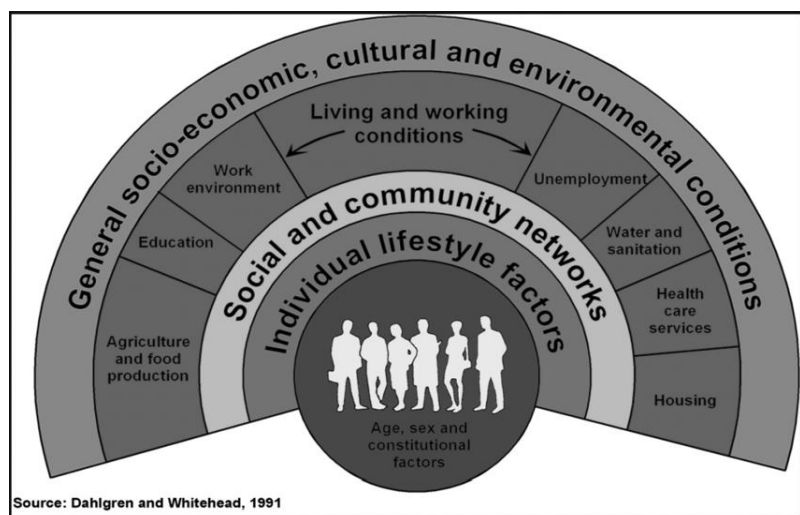 General socio-economic, cultural and environmental conditions
Living and working
conditions
Work
environment
Unemployment
Education
Water and
sanitation
Agriculture
and food
production
Health
care
services
Housing
Social and community networks
Individual lifestyle factors
Age, sex and
constitutional
factors
Source: Dahlgren and Whitehead, 1991